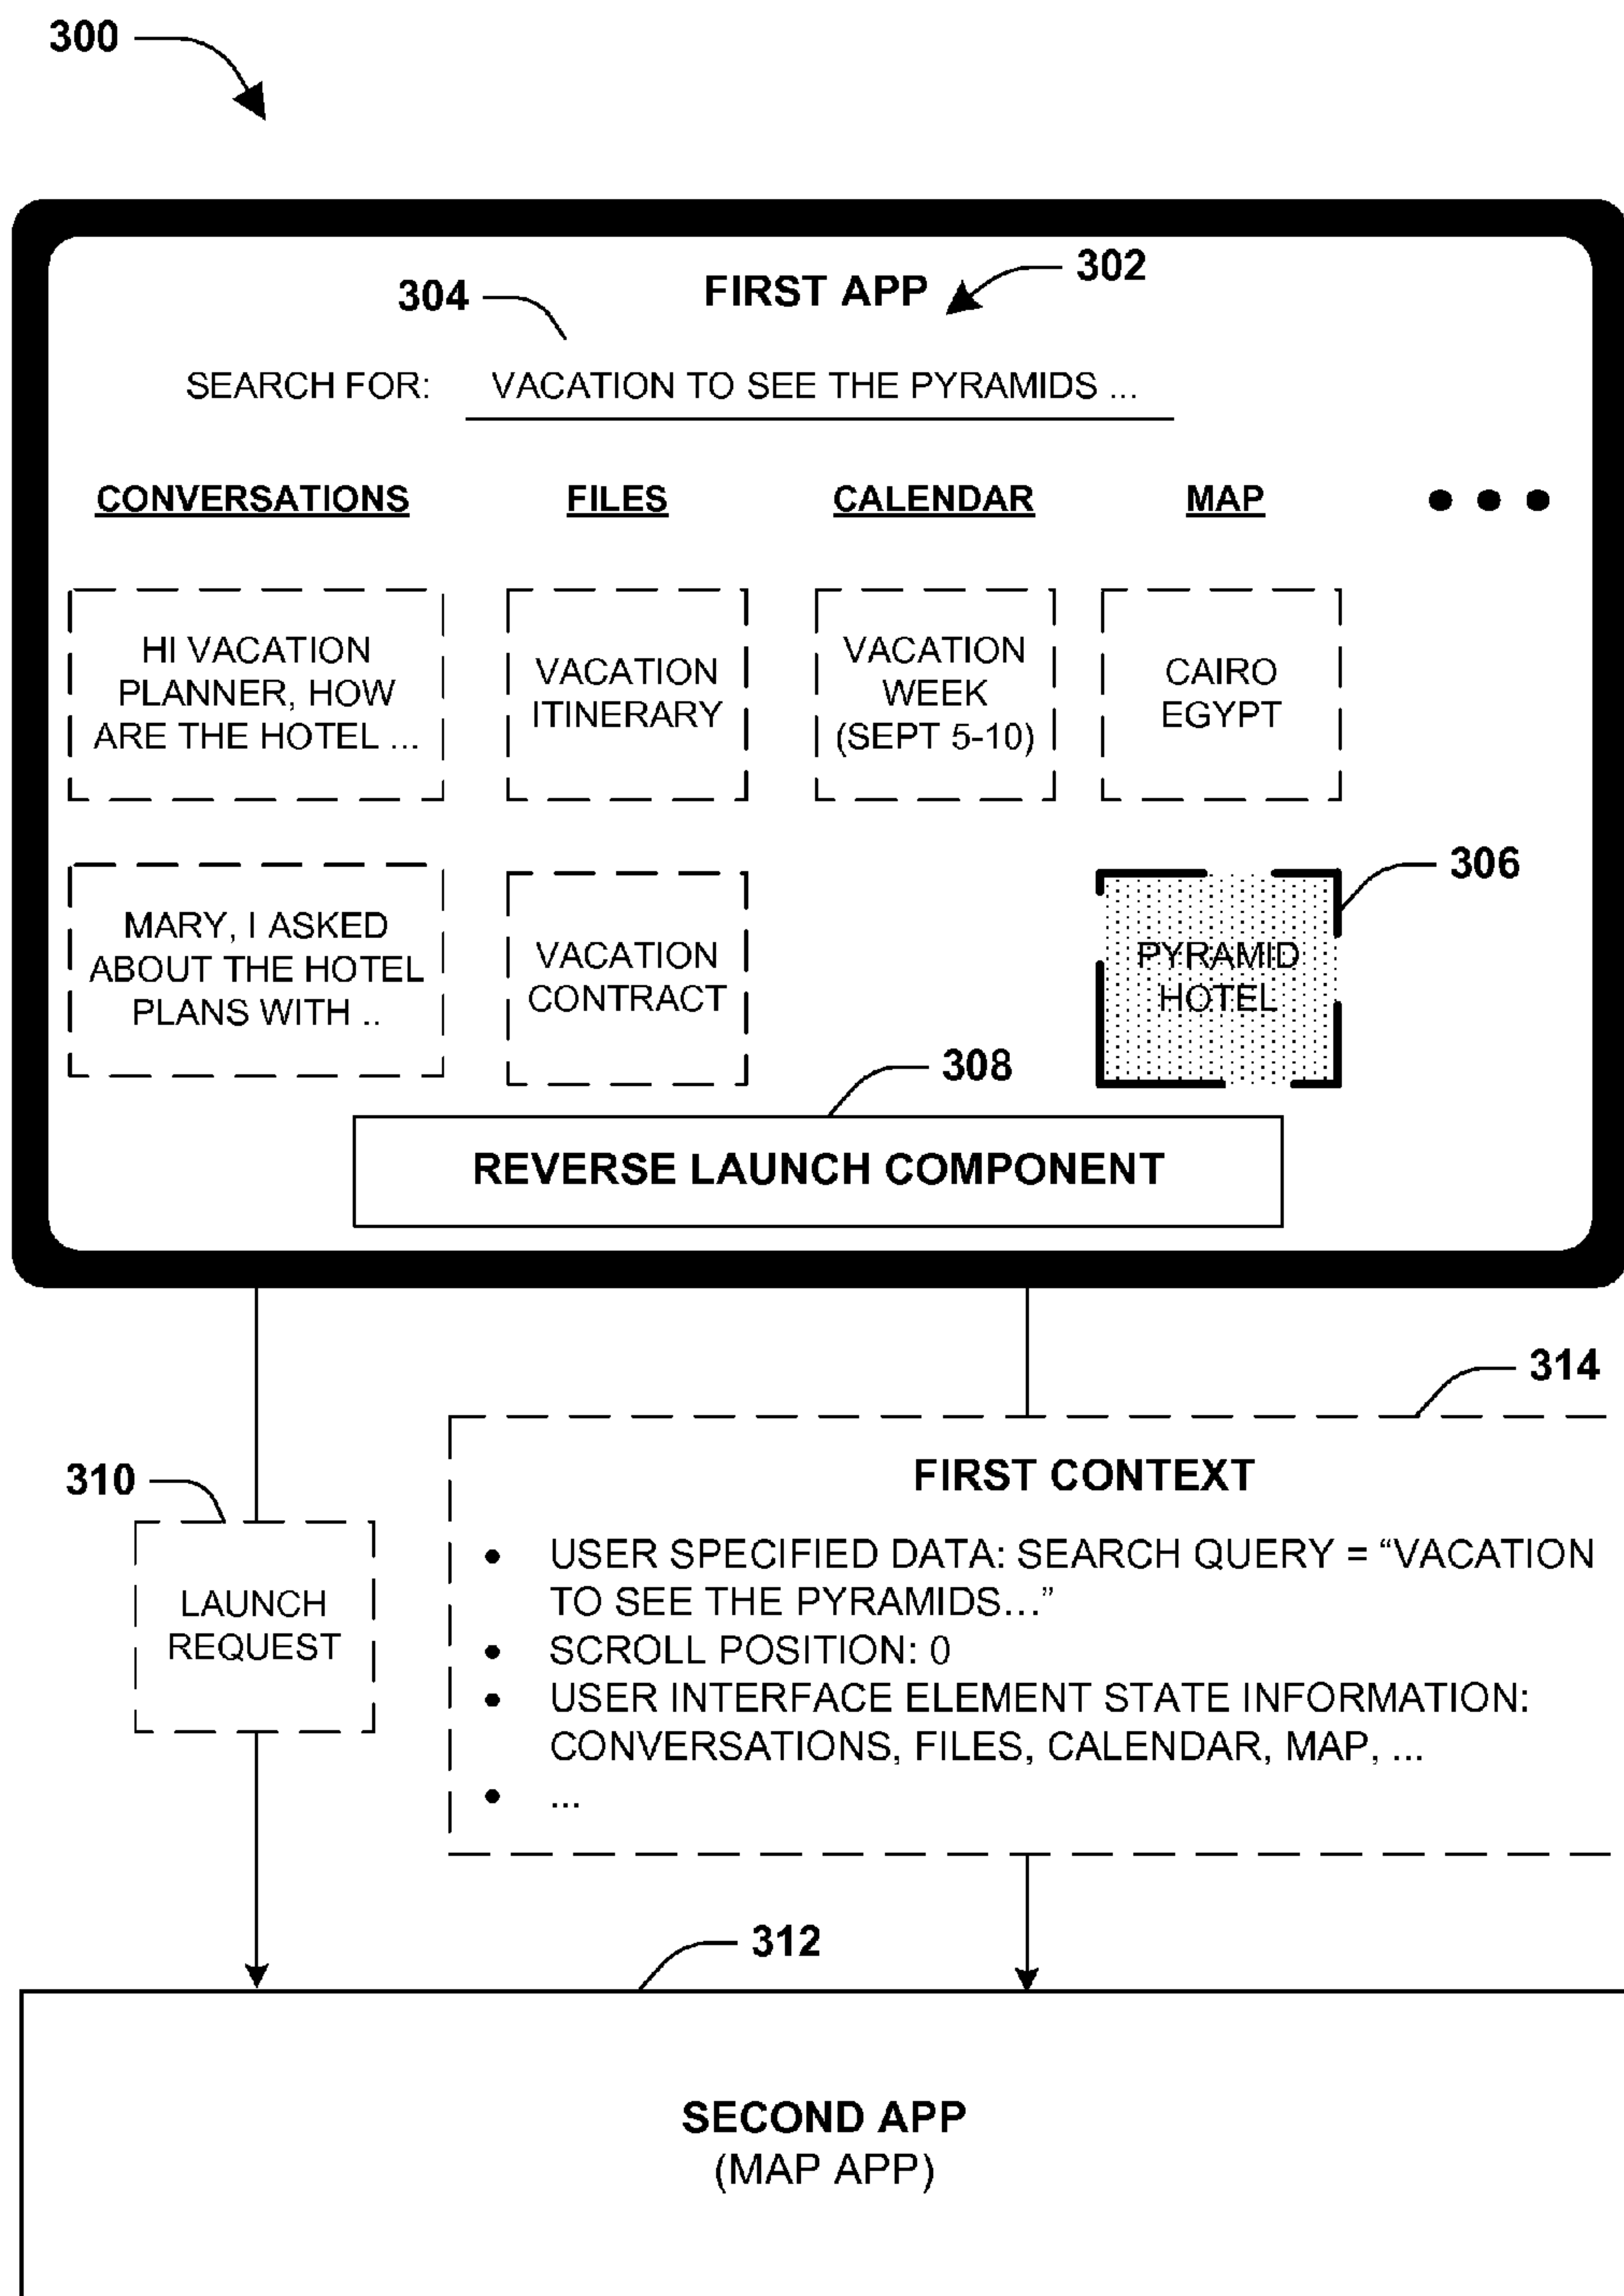 300
302
304
FIRST APP
SEARCH FOR: VACATION TO SEE THE PYRAMIDS ...
CONVERSATIONS FILES CALENDAR MAP
HI VACATION
PLANNER, HOW
ARE THE HOTEL ...
VACATION
ITINERARY
VACATION
WEEK
(SEPT 5-10)
CAIRO
EGYPT
306
MARY, I ASKED
ABOUT THE HOTEL
PLANS WITH ..
VACATION
CONTRACT
PYRAMID
HOTEL
308
REVERSE LAUNCH COMPONENT
314
310
LAUNCH
REQUEST
FIRST CONTEXT
• USER SPECIFIED DATA: SEARCH QUERY = “VACATION
TO SEE THE PYRAMIDS...”
• SCROLL POSITION: 0
• USER INTERFACE ELEMENT STATE INFORMATION:
CONVERSATIONS, FILES, CALENDAR, MAP, ...
• ...
312
SECOND APP
(MAP APP)